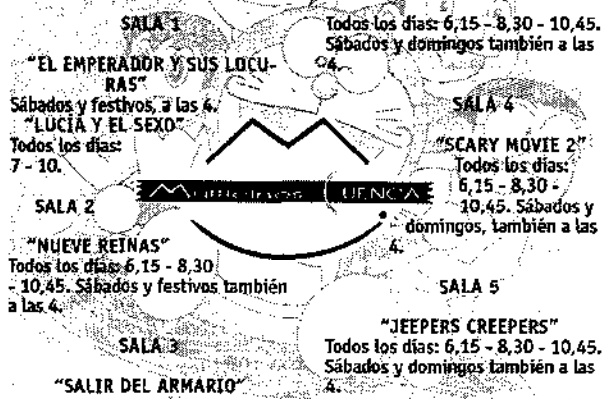 SALA 1
"EL EMPERADOR Y SUS LOCU-
RAS"
Sábados y festivos, a las 4.
"LUCÍA Y EL SEXO"
Todos los días:
7 - 10.
SALA 2
"NUEVE REINAS"
Todos los días: 6,15 - 8,30
- 10,45. Sábados y festivos también
a las 4.
SALA 3
"SALIR DEL ARMARIO"
Todos los días: 6,15 - 8,30 - 10,45.
Sábados y domingos también a las
4.
SALA 4
"SCARY MOVIE 2"
Todos los días:
6,15 - 8,30 -
10,45. Sábados y
domingos, también a las
4.
SALA 5
"JEEPERS CREEPERS"
Todos los días: 6,15 - 8,30 - 10,45.
Sábados y domingos también a las
4.
Multicines CUENCA